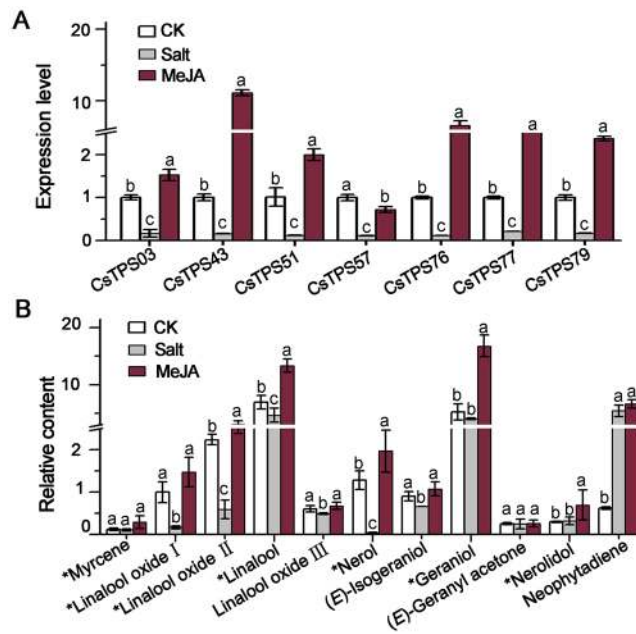 A
Expression level
20
10
2
1
0
CK
Salt
MeJA
b c a
b c a
b c a
a c b
b c a
b c a
b c a
CsTPS03
CsTPS43
CsTPS51
CsTPS57
CsTPS76
CsTPS77
CsTPS79
B
Relative content
20
10
2
1
0
CK
Salt
MeJA
a a a
a b a
b c a
b c a
a b a
b c a
a b a
b b a
a a a
b b a
b a a
*Myrcene
*Linalool oxide I
*Linalool oxide II
*Linalool
Linalool oxide III
*Nerol
(E)-Isogeraniol
*Geraniol
(E)-Geranyl acetone
*Nerolidol
Neophytadiene